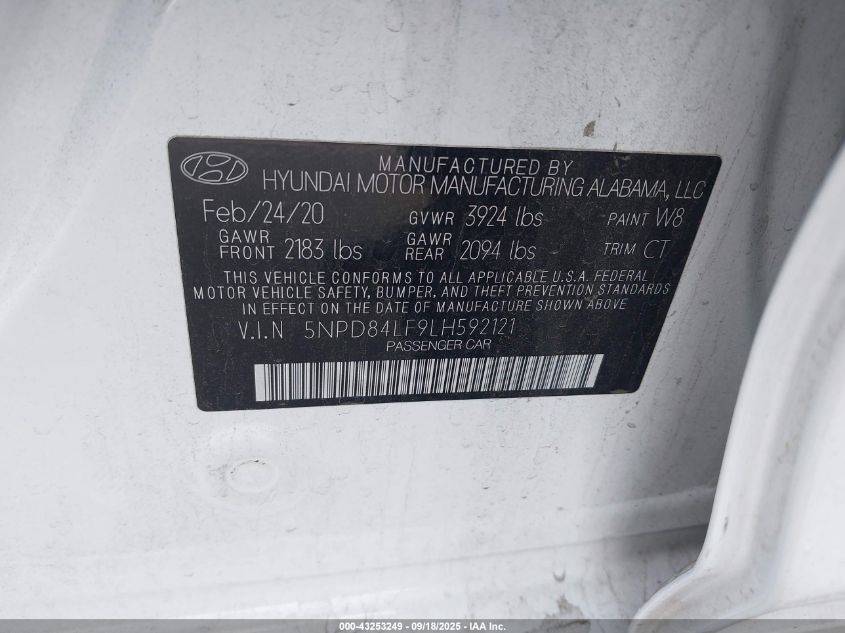 MANUFACTURED BY
HYUNDAI MOTOR MANUFACTURING ALABAMA, LLC
Feb/24/20 GVWR 3924 lbs PAINT W8
GAWR FRONT 2183 lbs GAWR REAR 2094 lbs TRIM CT
THIS VEHICLE CONFORMS TO ALL APPLICABLE U.S.A. FEDERAL
MOTOR VEHICLE SAFETY, BUMPER, AND THEFT PREVENTION STANDARDS
IN EFFECT ON THE DATE OF MANUFACTURE SHOWN ABOVE
V.I.N 5NPD84LF9LH592121
PASSENGER CAR
000-43253249 - 09/18/2025 - IAA Inc.